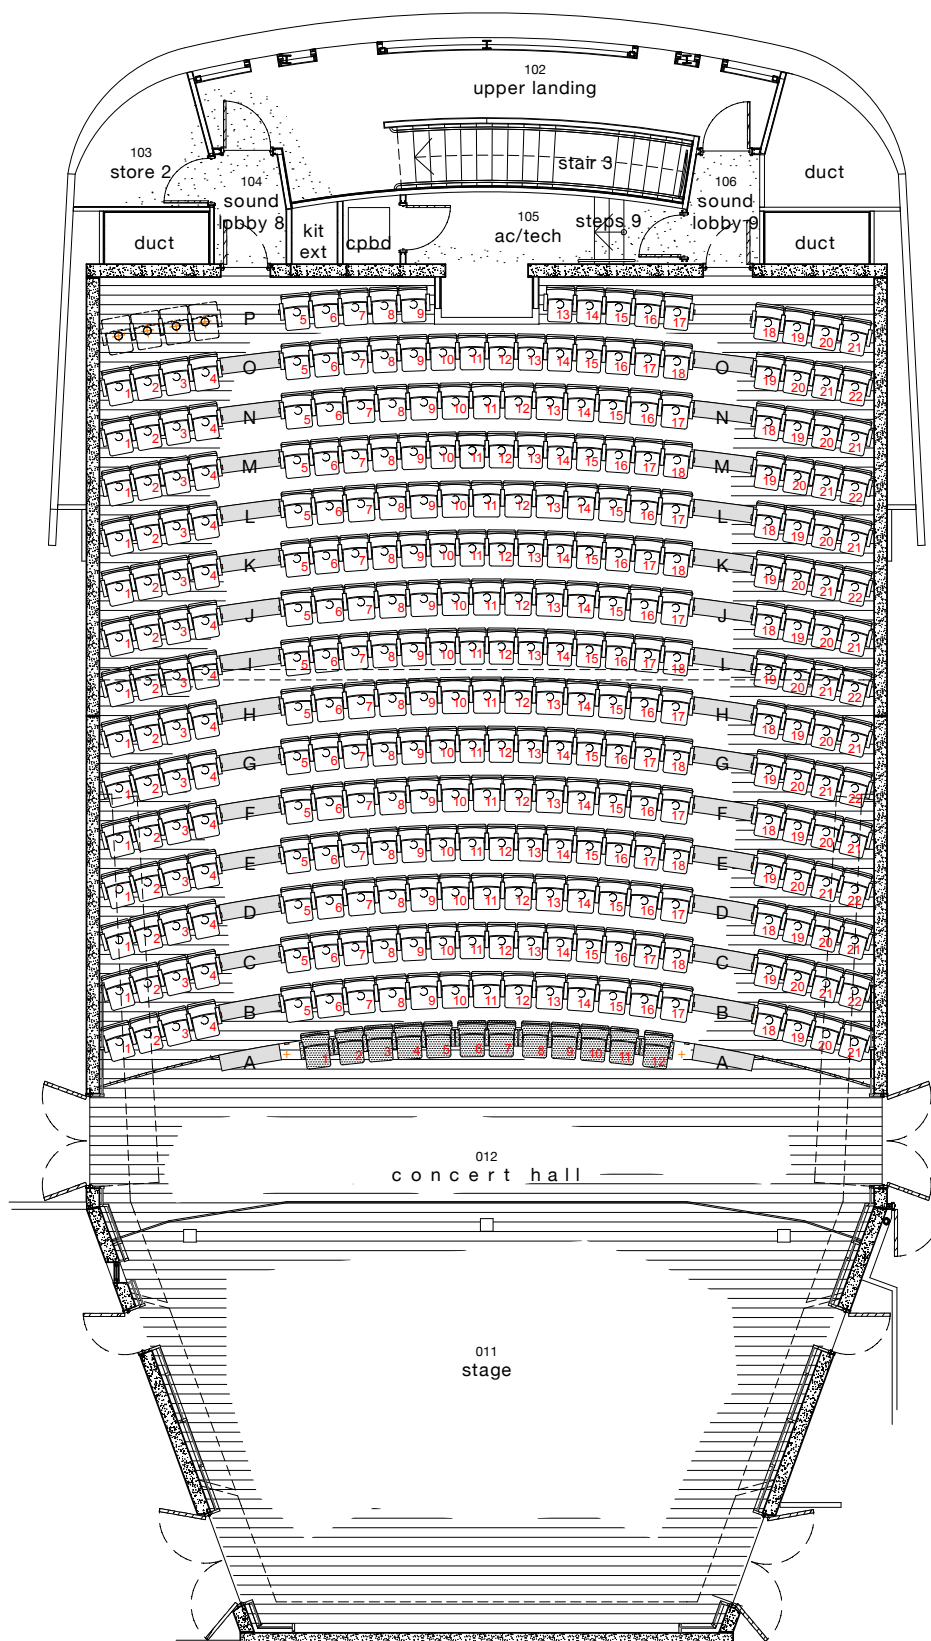 102
upper landing
103
store 2
104
sound
lobby 8
stair 3
106
sound
lobby 9
duct
duct
kit
ext
cpbd
105
ac/tech
steps 9
duct
P 5 6 7 8 9 13 14 15 16 17 18 19 20 21
1 2 3 4 O 5 6 7 8 9 10 11 12 13 14 15 16 17 18 O 19 20 21 22
1 2 3 4 N 5 6 7 8 9 10 11 12 13 14 15 16 17 N 18 19 20 21
1 2 3 4 M 5 6 7 8 9 10 11 12 13 14 15 16 17 18 M 19 20 21 22
1 2 3 4 L 5 6 7 8 9 10 11 12 13 14 15 16 17 L 18 19 20 21
1 2 3 4 K 5 6 7 8 9 10 11 12 13 14 15 16 17 18 K 19 20 21 22
1 2 3 4 J 5 6 7 8 9 10 11 12 13 14 15 16 17 J 18 19 20 21
1 2 3 4 I 5 6 7 8 9 10 11 12 13 14 15 16 17 18 I 19 20 21 22
1 2 3 4 H 5 6 7 8 9 10 11 12 13 14 15 16 17 H 18 19 20 21
1 2 3 4 G 5 6 7 8 9 10 11 12 13 14 15 16 17 18 G 19 20 21 22
1 2 3 4 F 5 6 7 8 9 10 11 12 13 14 15 16 17 F 18 19 20 21
1 2 3 4 E 5 6 7 8 9 10 11 12 13 14 15 16 17 18 E 19 20 21 22
1 2 3 4 D 5 6 7 8 9 10 11 12 13 14 15 16 17 D 18 19 20 21
1 2 3 4 C 5 6 7 8 9 10 11 12 13 14 15 16 17 18 C 19 20 21 22
1 2 3 4 B 5 6 7 8 9 10 11 12 13 14 15 16 17 B 18 19 20 21
A 1 2 3 4 5 6 7 8 9 10 11 12 A
012
concert hall
011
stage